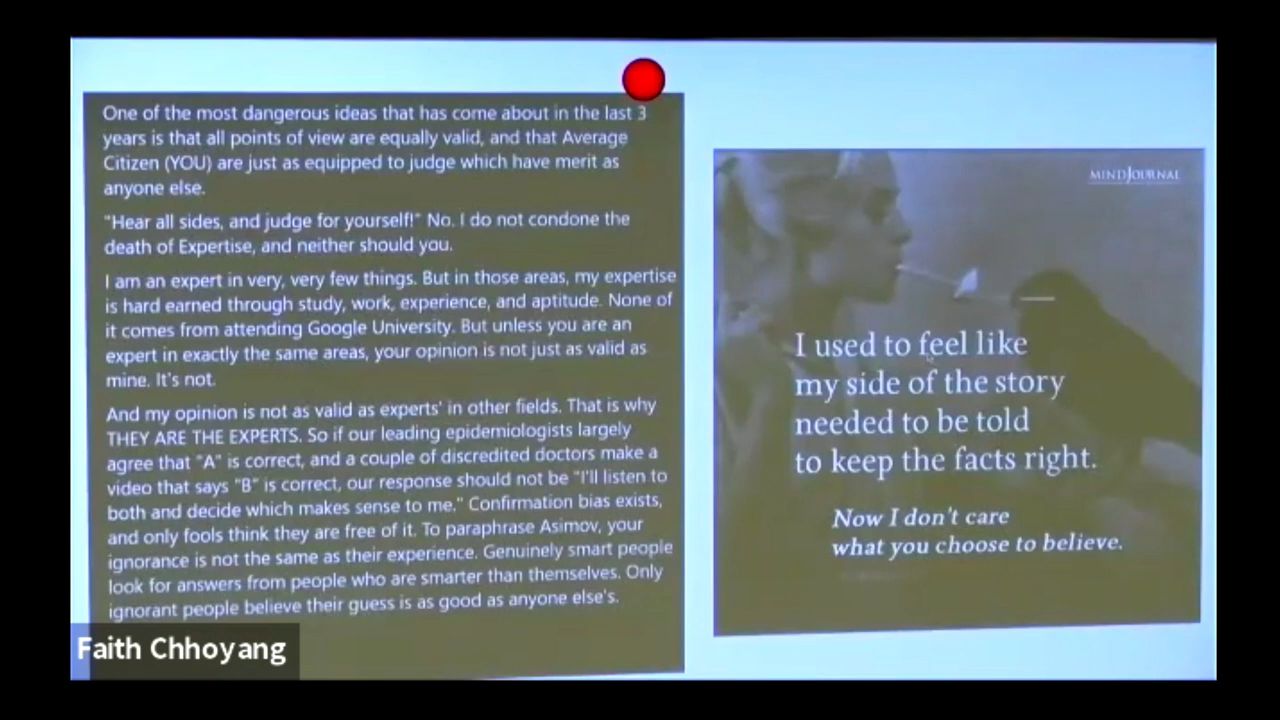 One of the most dangerous ideas that has come about in the last 3
years is that all points of view are equally valid, and that Average
Citizen (YOU) are just as equipped to judge which have merit as
anyone else.
"Hear all sides, and judge for yourself!" No. I do not condone the
death of Expertise, and neither should you.
I am an expert in very, very few things. But in those areas, my expertise
is hard earned through study, work, experience, and aptitude. None of
it comes from attending Google University. But unless you are an
expert in exactly the same areas, your opinion is not just as valid as
mine. It's not.
And my opinion is not as valid as experts' in other fields. That is why
THEY ARE THE EXPERTS. So if our leading epidemiologists largely
agree that "A" is correct, and a couple of discredited doctors make a
video that says "B" is correct, our response should not be "I'll listen to
both and decide which makes sense to me." Confirmation bias exists,
and only fools think they are free of it. To paraphrase Asimov, your
ignorance is not the same as their experience. Genuinely smart people
look for answers from people who are smarter than themselves. Only
ignorant people believe their guess is as good as anyone else's.
MINDJOURNAL
I used to feel like
my side of the story
needed to be told
to keep the facts right.
Now I don't care
what you choose to believe.
Faith Chhoyang